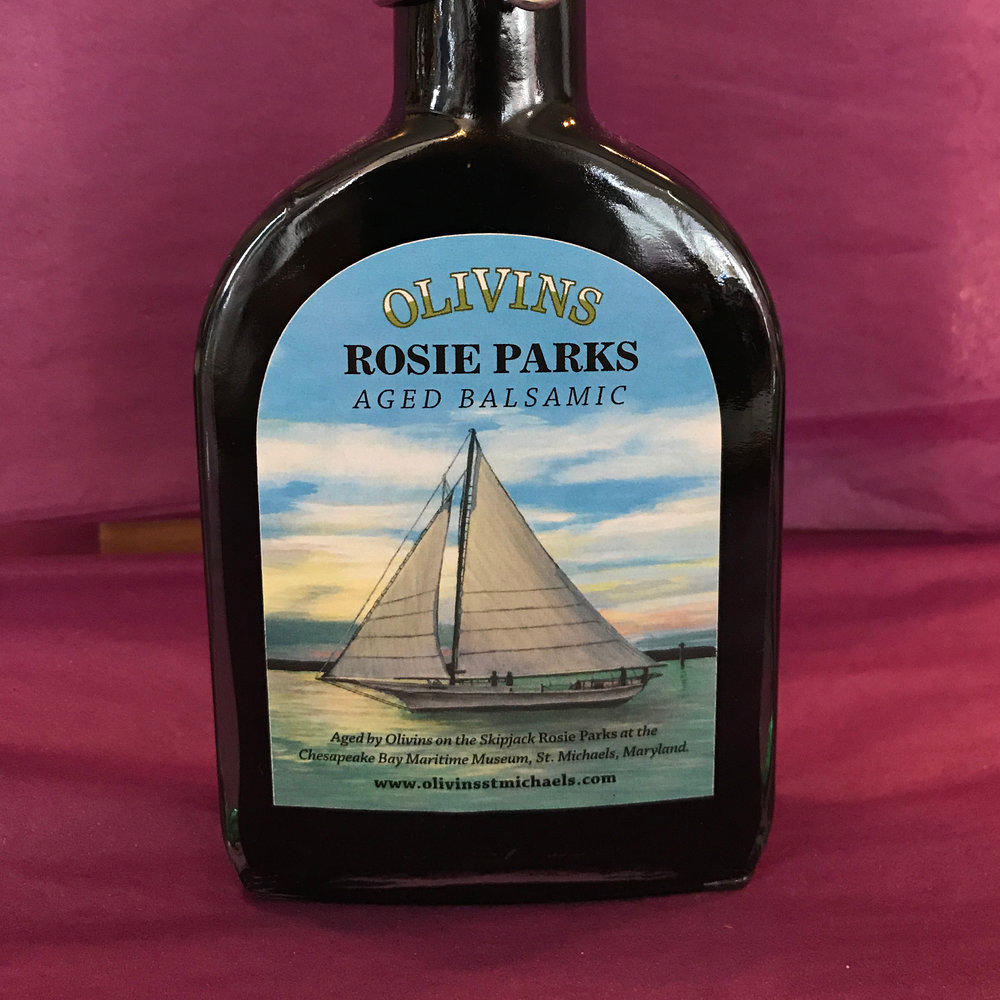 OLIVINS
ROSIE PARKS
AGED BALSAMIC
Aged by Olivins on the Skipjack Rosie Parks at the
Chesapeake Bay Maritime Museum, St. Michaels, Maryland.
www.olivinsstmichaels.com